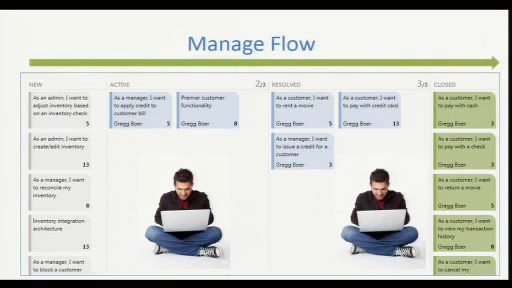 Manage Flow
NEW
ACTIVE
2/3
RESOLVED
3/3
CLOSED
As an admin, I want to
adjust inventory based
on an inventory check
5
As an admin, I want to
create/edit inventory
13
As a manager, I want
to reconcile my
inventory
8
Inventory integration
architecture
13
As a manager, I want
to block a customer
As a manager, I want
to apply credit to
customer bill
Gregg Boer 5
Premier customer
functionality
Gregg Boer 8
As a customer, I want
to rent a movie
Gregg Boer 5
As a customer, I want
to pay with credit card
Gregg Boer 13
As a manager, I want
to issue a credit for a
customer
Gregg Boer 3
As a customer, I want
to pay with cash
Gregg Boer 3
As a customer, I want
to pay with a check
Gregg Boer 3
As a customer, I want
to return a movie
Gregg Boer 5
As a customer, I want
to view my transaction
history
Gregg Boer 8
As a customer, I want
to cancel my